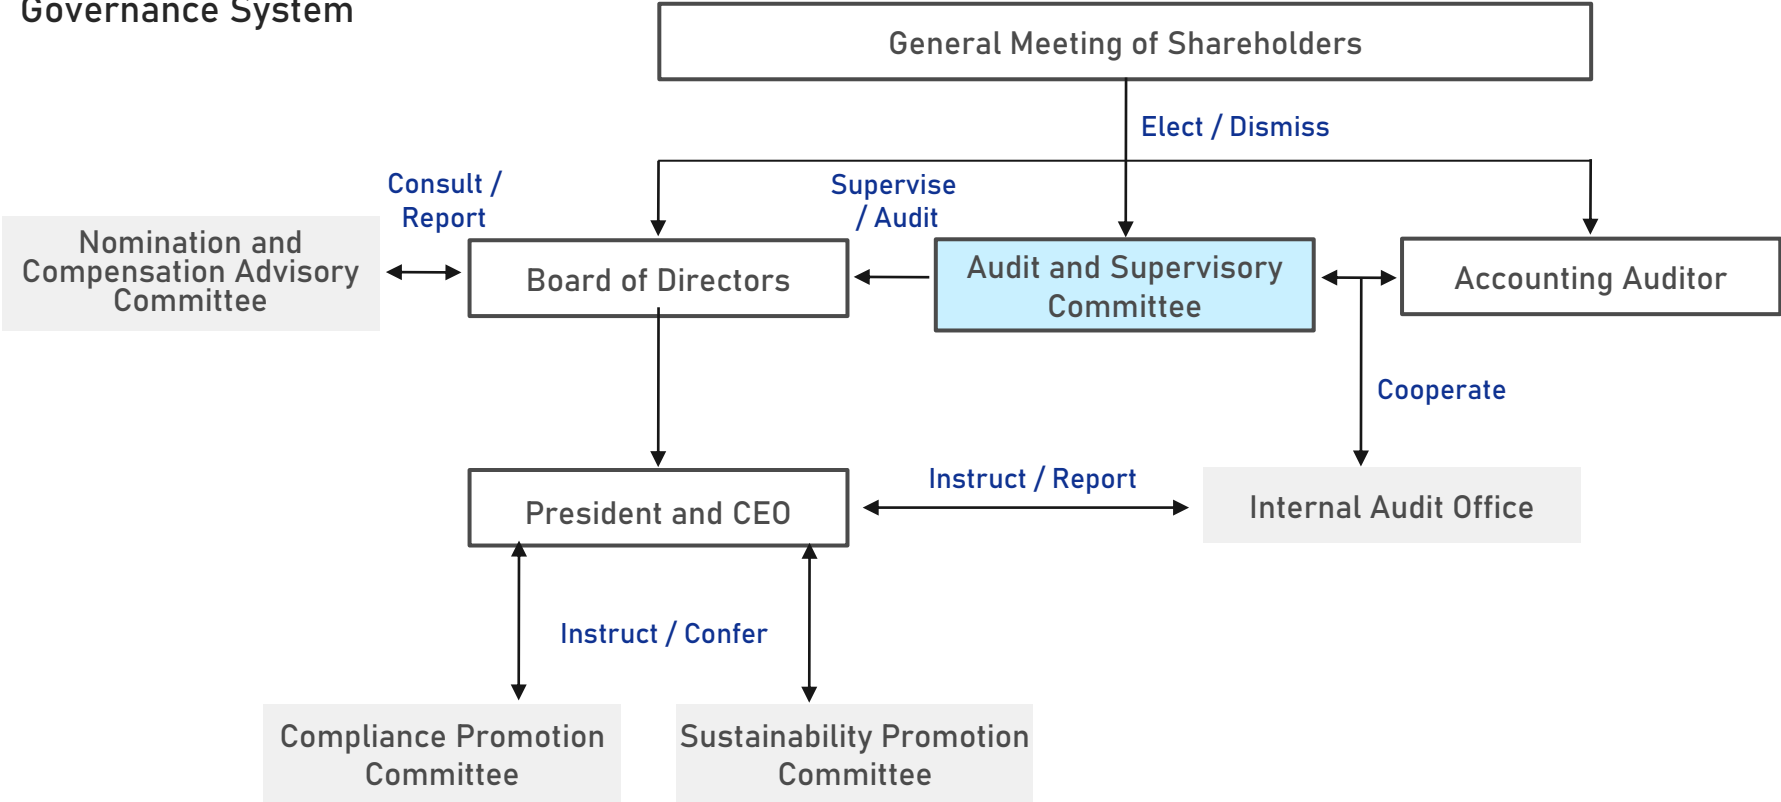 Governance System
General Meeting of Shareholders
Elect / Dismiss
Consult /
Report
Supervise
/ Audit
Nomination and
Compensation Advisory
Committee
Board of Directors
Audit and Supervisory
Committee
Accounting Auditor
Cooperate
President and CEO
Instruct / Report
Internal Audit Office
Instruct / Confer
Compliance Promotion
Committee
Sustainability Promotion
Committee